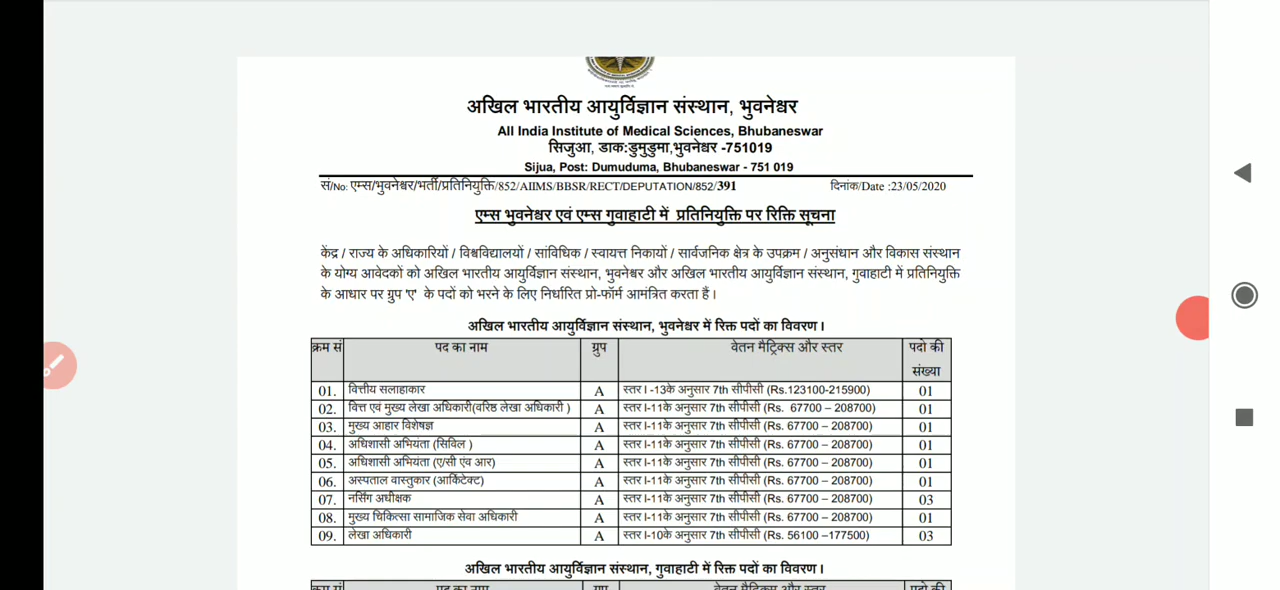 अखिल भारतीय आयुर्विज्ञान संस्थान, भुवनेश्वर
All India Institute of Medical Sciences, Bhubaneswar
सिजुआ, डाक:डुमुडुमा,भुवनेश्वर -751019
Sijua, Post: Dumuduma, Bhubaneswar - 751 019
सं/No: एम्स/भुवनेश्वर/भर्ती/प्रतिनियुक्ति/852/AIIMS/BBSR/RECT/DEPUTATION/852/391 दिनांक/Date :23/05/2020
एम्स भुवनेश्वर एवं एम्स गुवाहाटी में प्रतिनियुक्ति पर रिक्ति सूचना
केंद्र / राज्य के अधिकारियों / विश्वविद्यालयों / सांविधिक / स्वायत्त निकायों / सार्वजनिक क्षेत्र के उपक्रम / अनुसंधान और विकास संस्थान
के योग्य आवेदकों को अखिल भारतीय आयुर्विज्ञान संस्थान, भुवनेश्वर और अखिल भारतीय आयुर्विज्ञान संस्थान, गुवाहाटी में प्रतिनियुक्ति
के आधार पर ग्रुप 'ए' के पदों को भरने के लिए निर्धारित प्रो-फॉर्म आमंत्रित करता हैं ।
अखिल भारतीय आयुर्विज्ञान संस्थान, भुवनेश्वर में रिक्त पदों का विवरण ।
क्रम सं पद का नाम ग्रुप वेतन मैट्रिक्स और स्तर पदो की संख्या
01. वित्तीय सलाहाकार A स्तर I -13के अनुसार 7th सीपीसी (Rs.123100-215900) 01
02. वित्त एवं मुख्य लेखा अधिकारी(वरिष्ठ लेखा अधिकारी ) A स्तर I-11के अनुसार 7th सीपीसी (Rs. 67700 – 208700) 01
03. मुख्य आहार विशेषज्ञ A स्तर I-11के अनुसार 7th सीपीसी (Rs. 67700 – 208700) 01
04. अधिशासी अभियंता (सिविल ) A स्तर I-11के अनुसार 7th सीपीसी (Rs. 67700 – 208700) 01
05. अधिशासी अभियंता (ए/सी एंव आर) A स्तर I-11के अनुसार 7th सीपीसी (Rs. 67700 – 208700) 01
06. अस्पताल वास्तुकार (आर्किटेक्ट) A स्तर I-11के अनुसार 7th सीपीसी (Rs. 67700 – 208700) 01
07. नर्सिंग अधीक्षक A स्तर I-11के अनुसार 7th सीपीसी (Rs. 67700 – 208700) 03
08. मुख्य चिकित्सा सामाजिक सेवा अधिकारी A स्तर I-11के अनुसार 7th सीपीसी (Rs. 67700 – 208700) 01
09. लेखा अधिकारी A स्तर I-10के अनुसार 7th सीपीसी (Rs. 56100 –177500) 03
अखिल भारतीय आयुर्विज्ञान संस्थान, गुवाहाटी में रिक्त पदों का विवरण ।
क्रम सं पद का नाम ग्रुप वेतन मैट्रिक्स और स्तर पदो की